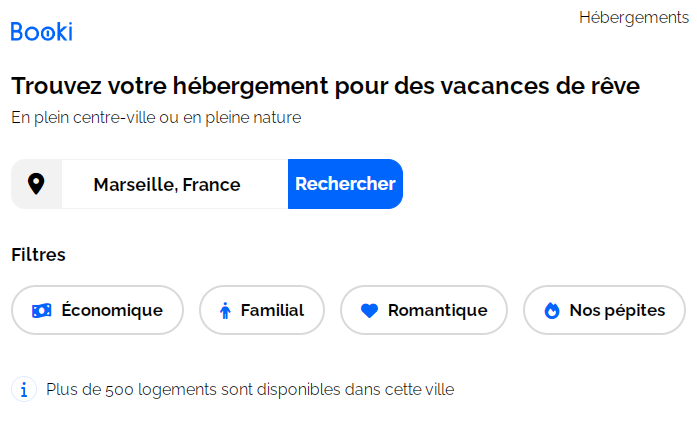 Booki
Hébergements
Trouvez votre hébergement pour des vacances de rêve
En plein centre-ville ou en pleine nature
Marseille, France
Rechercher
Filtres
Économique
Familial
Romantique
Nos pépites
Plus de 500 logements sont disponibles dans cette ville